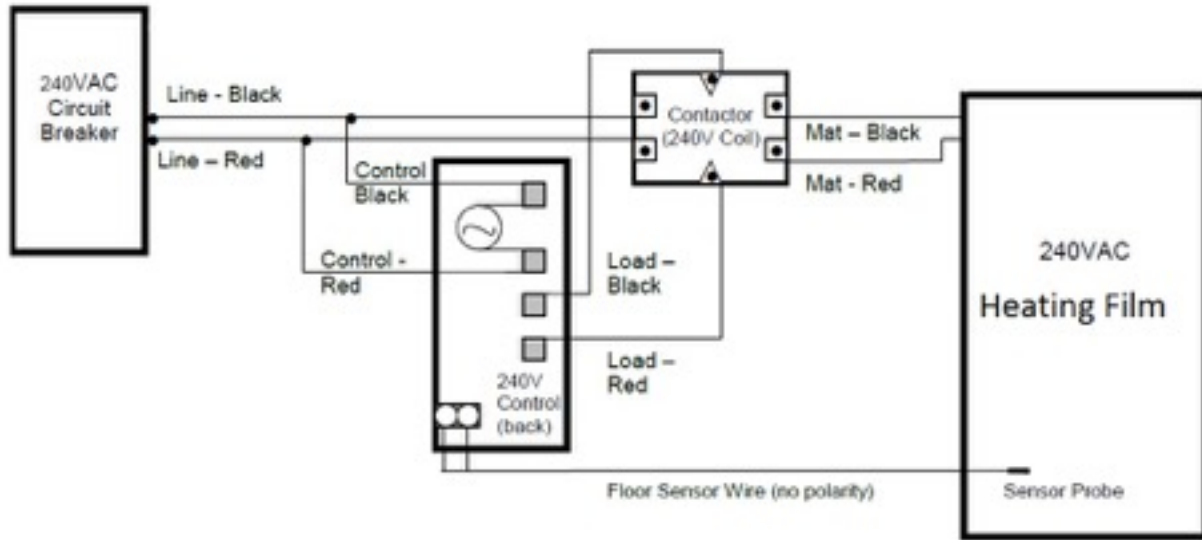 240VAC
Circuit
Breaker
Line - Black
Line – Red
Control
Black
Control -
Red
240V
Control
(back)
Load –
Black
Load –
Red
Contactor
(240V Coil)
Mat – Black
Mat - Red
240VAC
Heating Film
Floor Sensor Wire (no polarity)
Sensor Probe